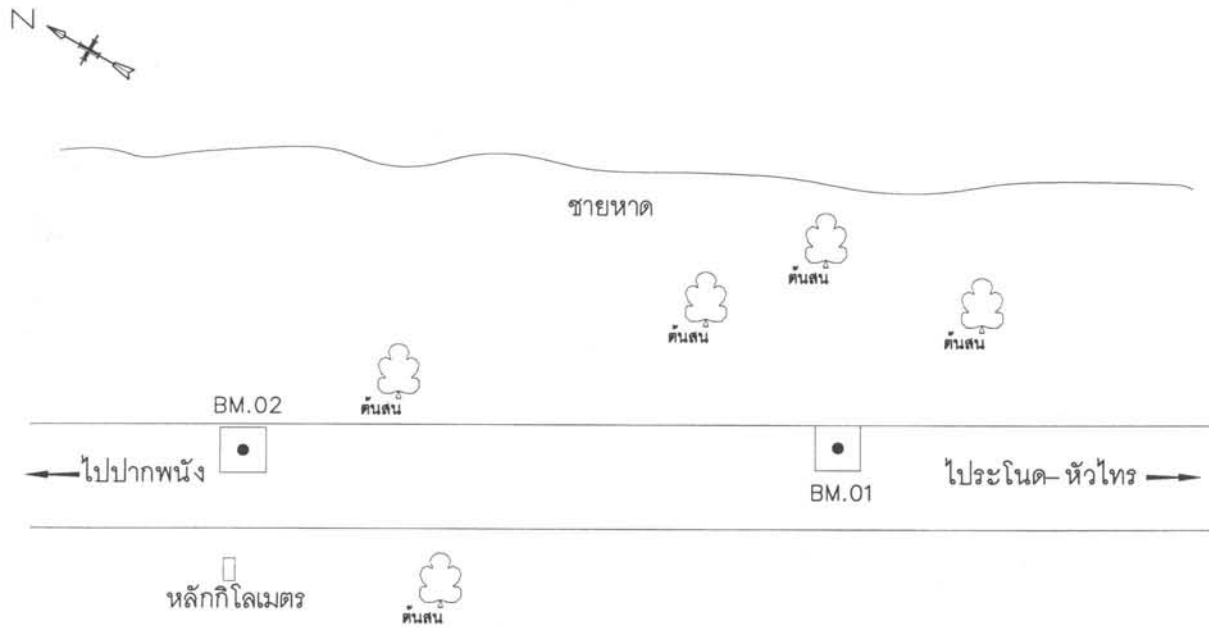 N
ชายหาด
ต้นสน
ต้นสน
ต้นสน
ต้นสน
BM.02
BM.01
ไปปากพนัง
ไประโนด-หัวไทร
หลักกิโลเมตร
ต้นสน